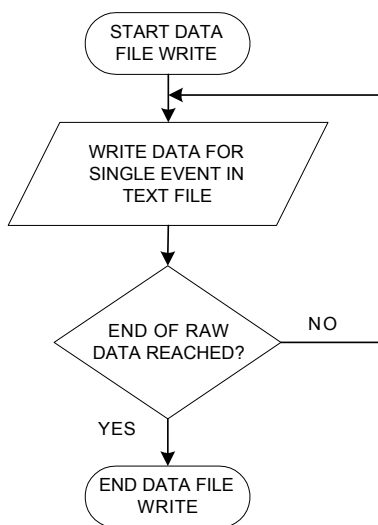 START DATA
FILE WRITE
WRITE DATA FOR
SINGLE EVENT IN
TEXT FILE
END OF RAW
DATA REACHED?
NO
YES
END DATA FILE
WRITE